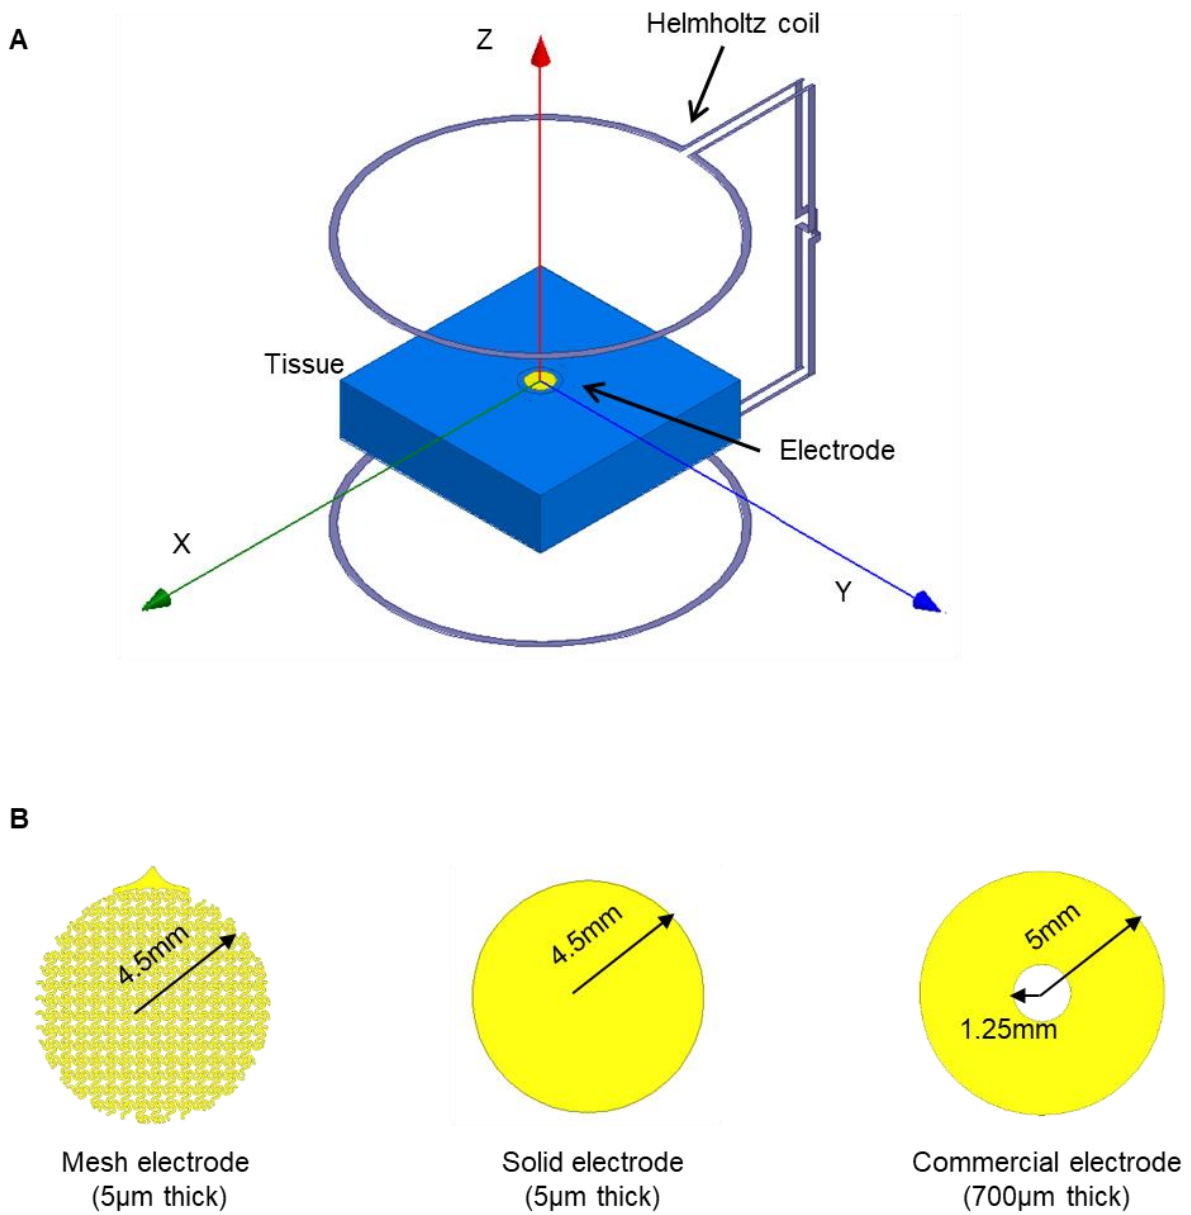 A
Helmholtz coil
Z
Tissue
Electrode
X
Y
B
4.5mm
4.5mm
5mm
1.25mm
Mesh electrode
(5μm thick)
Solid electrode
(5μm thick)
Commercial electrode
(700μm thick)